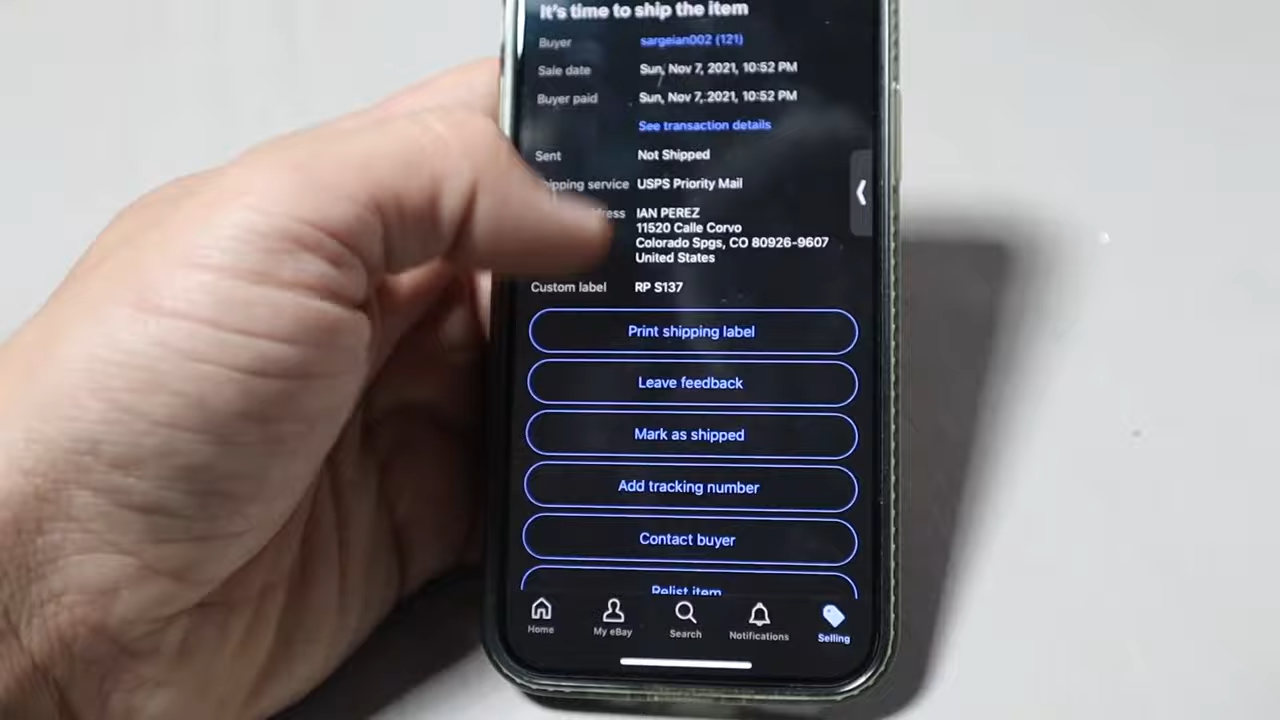 It's time to ship the item
Buyer sargeian002 (121)
Sale date Sun, Nov 7, 2021, 10:52 PM
Buyer paid Sun, Nov 7, 2021, 10:52 PM
See transaction details
Sent Not Shipped
Shipping service USPS Priority Mail
IAN PEREZ
11520 Calle Corvo
Colorado Spgs, CO 80926-9607
United States
Custom label RP S137
Print shipping label
Leave feedback
Mark as shipped
Add tracking number
Contact buyer
Relist item
Home My eBay Search Notifications Selling